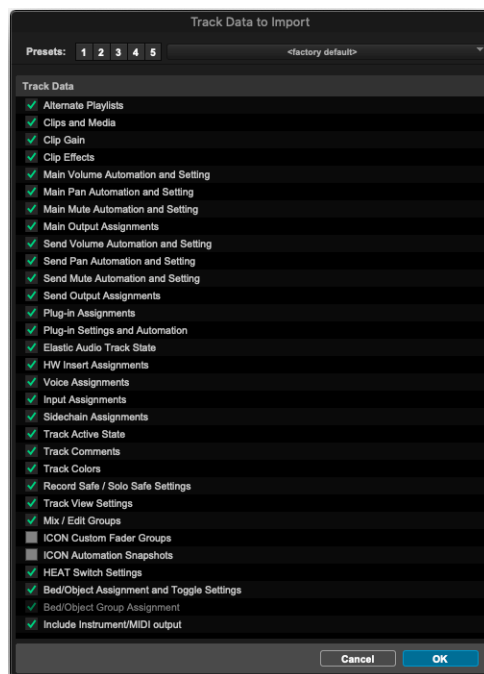 Track Data to Import
Presets: 1 2 3 4 5 <factory default>
Track Data
Alternate Playlists
Clips and Media
Clip Gain
Clip Effects
Main Volume Automation and Setting
Main Pan Automation and Setting
Main Mute Automation and Setting
Main Output Assignments
Send Volume Automation and Setting
Send Pan Automation and Setting
Send Mute Automation and Setting
Send Output Assignments
Plug-in Assignments
Plug-in Settings and Automation
Elastic Audio Track State
HW Insert Assignments
Voice Assignments
Input Assignments
Sidechain Assignments
Track Active State
Track Comments
Track Colors
Record Safe / Solo Safe Settings
Track View Settings
Mix / Edit Groups
ICON Custom Fader Groups
ICON Automation Snapshots
HEAT Switch Settings
Bed/Object Assignment and Toggle Settings
Bed/Object Group Assignment
Include Instrument/MIDI output
Cancel OK